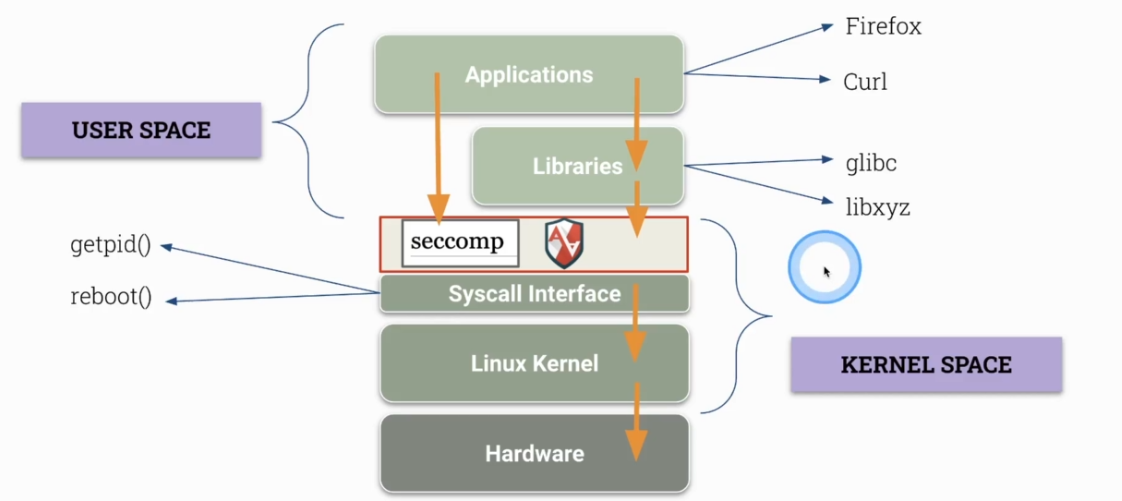 Firefox
Applications
Curl
USER SPACE
Libraries
glibc
libxyz
seccomp
getpid()
reboot()
Syscall Interface
Linux Kernel
KERNEL SPACE
Hardware